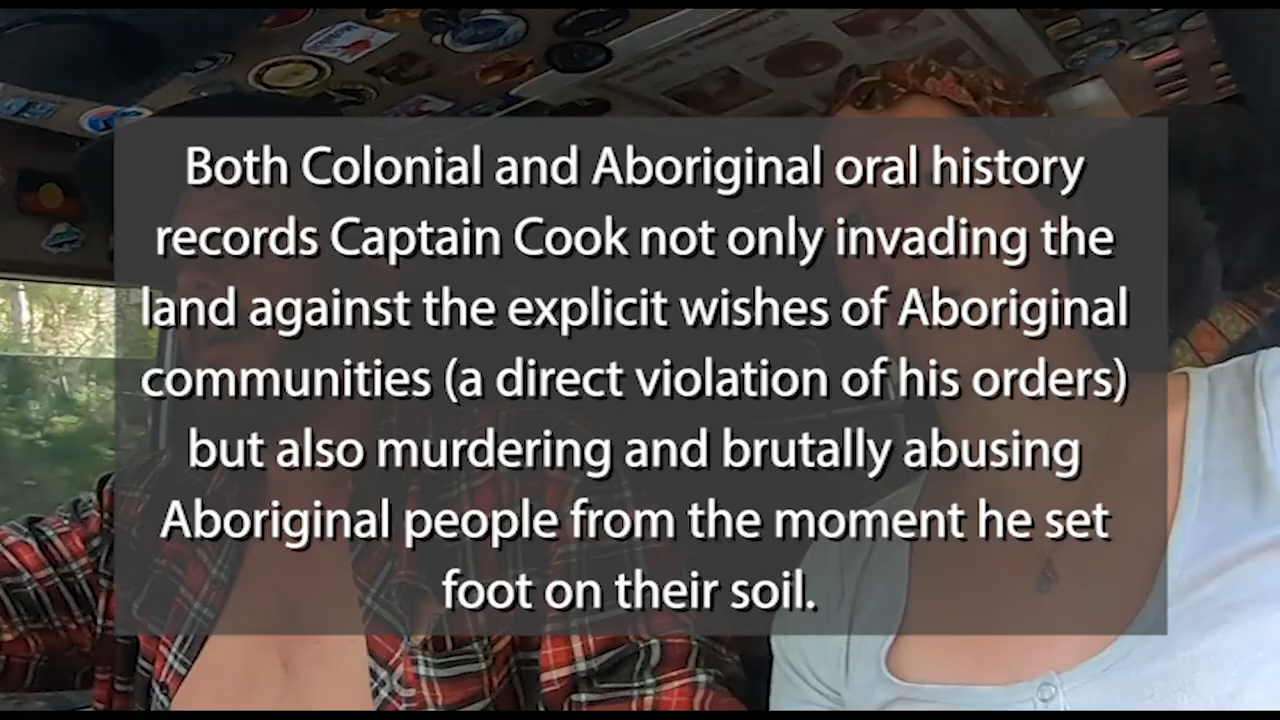 Both Colonial and Aboriginal oral history
records Captain Cook not only invading the
land against the explicit wishes of Aboriginal
communities (a direct violation of his orders)
but also murdering and brutally abusing
Aboriginal people from the moment he set
foot on their soil.